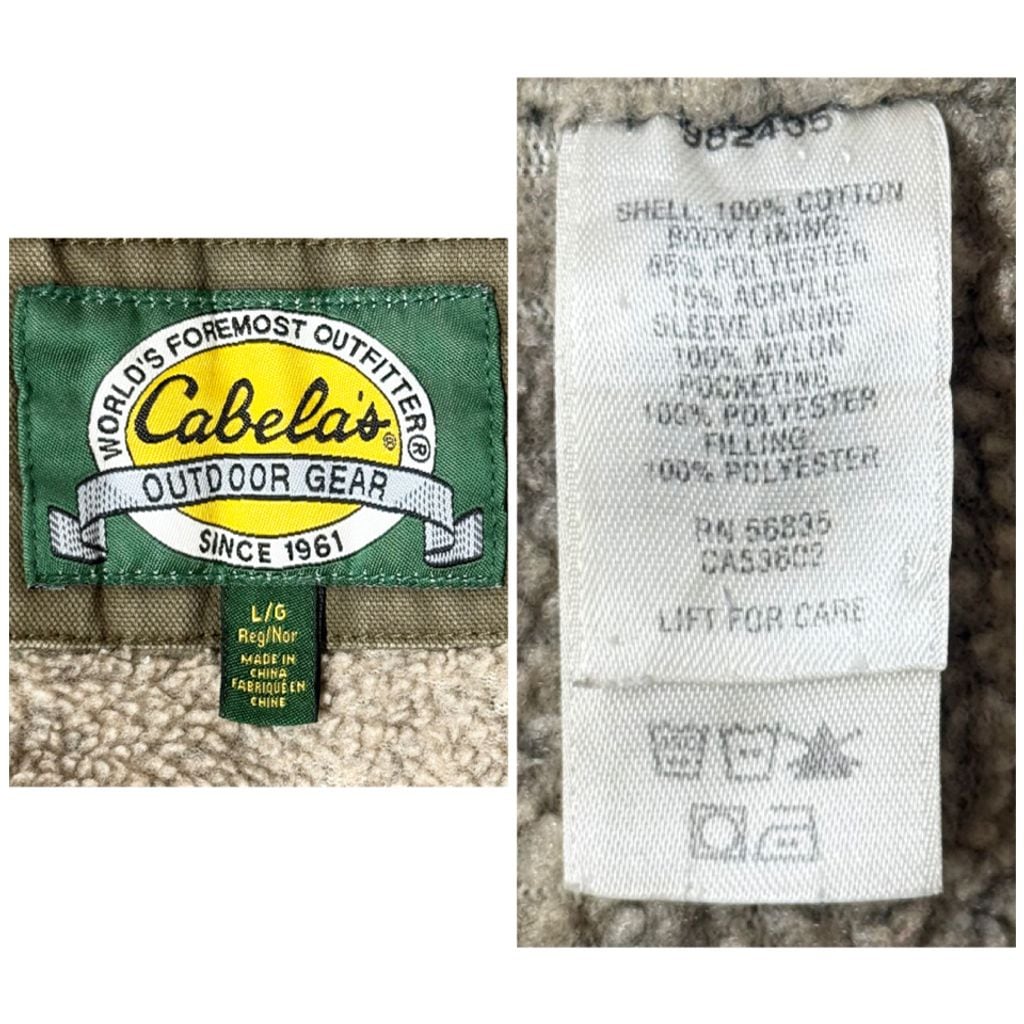 WORLD'S FOREMOST OUTFITTER®
Cabela's®
OUTDOOR GEAR
SINCE 1961
L/G
Reg/Nor
MADE IN
CHINA
FABRIQUÉ EN
CHINE
982405
SHELL: 100% COTTON
BODY LINING:
85% POLYESTER
15% ACRYLIC
SLEEVE LINING
100% NYLON
POCKETING
100% POLYESTER
FILLING
100% POLYESTER
RN 56835
CA53602
LIFT FOR CARE